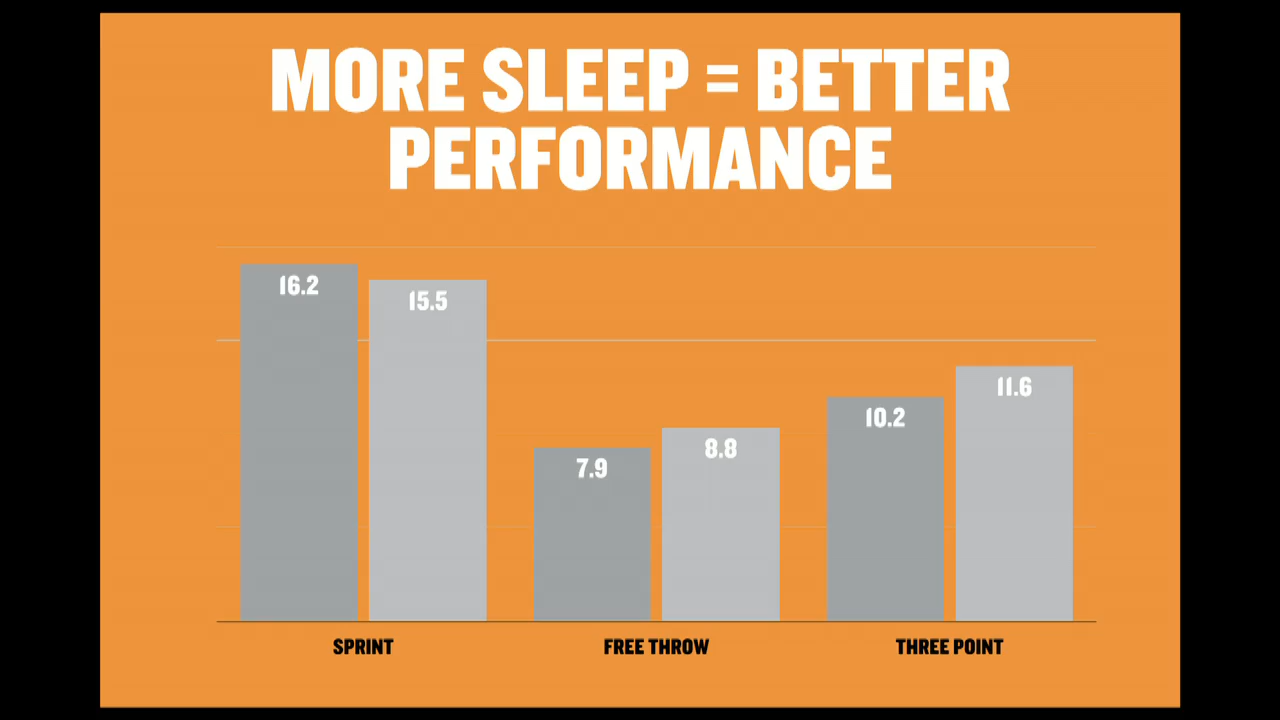 MORE SLEEP = BETTER
PERFORMANCE
16.2
15.5
7.9
8.8
10.2
11.6
SPRINT
FREE THROW
THREE POINT